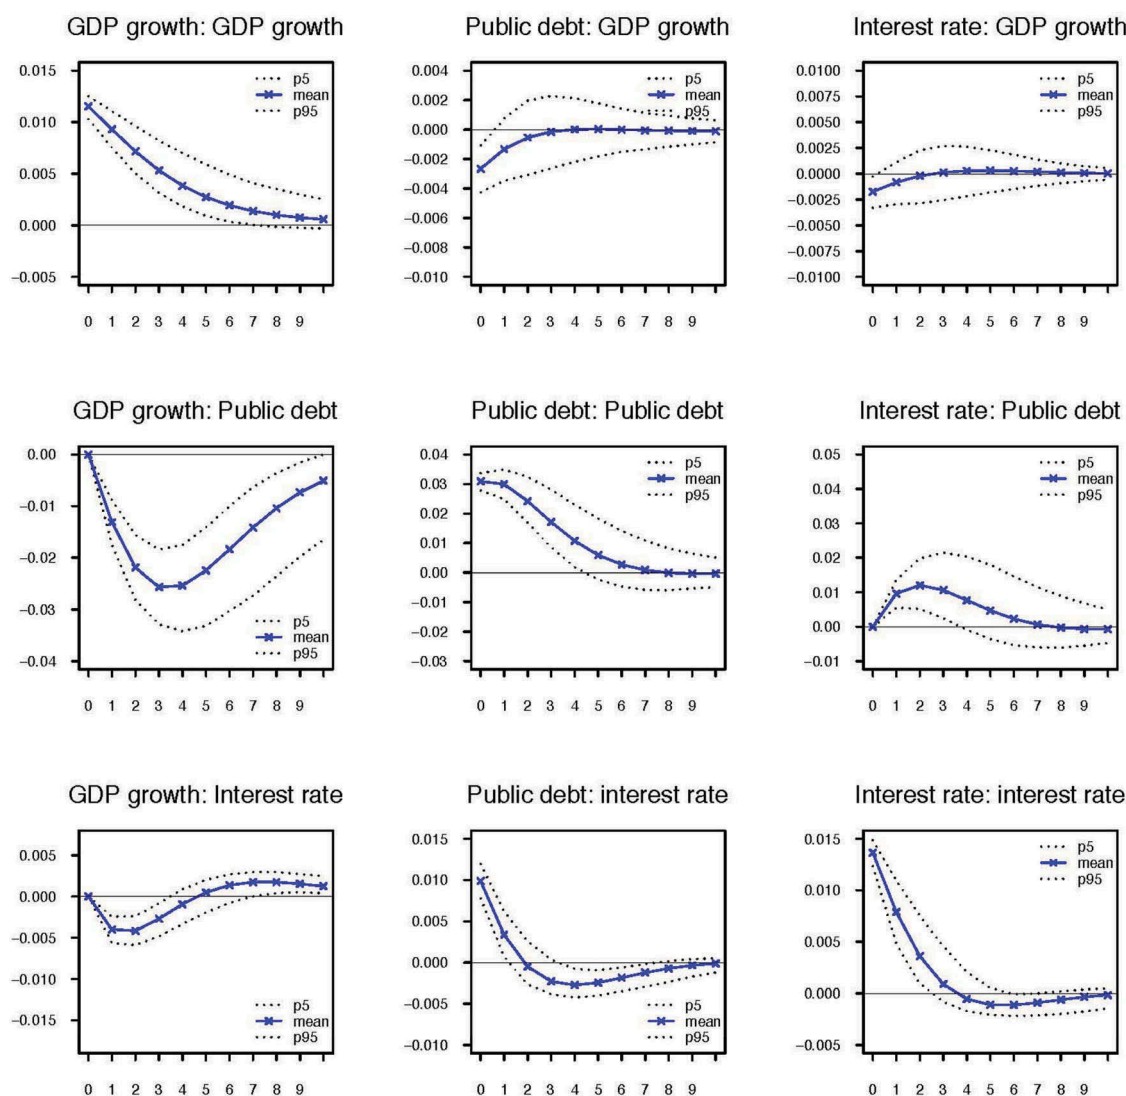 GDP growth: GDP growth
0.015
0.010
0.005
0.000
−0.005
p5
mean
p95
0 1 2 3 4 5 6 7 8 9
Public debt: GDP growth
0.004
0.002
0.000
−0.002
−0.004
−0.006
−0.008
−0.010
p5
mean
p95
0 1 2 3 4 5 6 7 8 9
Interest rate: GDP growth
0.0100
0.0075
0.0050
0.0025
0.0000
−0.0025
−0.0050
−0.0075
−0.0100
p5
mean
p95
0 1 2 3 4 5 6 7 8 9
GDP growth: Public debt
0.00
−0.01
−0.02
−0.03
−0.04
p5
mean
p95
0 1 2 3 4 5 6 7 8 9
Public debt: Public debt
0.04
0.03
0.02
0.01
0.00
−0.01
−0.02
−0.03
p5
mean
p95
0 1 2 3 4 5 6 7 8 9
Interest rate: Public debt
0.05
0.04
0.03
0.02
0.01
0.00
−0.01
p5
mean
p95
0 1 2 3 4 5 6 7 8 9
GDP growth: Interest rate
0.005
0.000
−0.005
−0.010
−0.015
p5
mean
p95
0 1 2 3 4 5 6 7 8 9
Public debt: interest rate
0.015
0.010
0.005
0.000
−0.005
−0.010
p5
mean
p95
0 1 2 3 4 5 6 7 8 9
Interest rate: interest rate
0.015
0.010
0.005
0.000
−0.005
p5
mean
p95
0 1 2 3 4 5 6 7 8 9